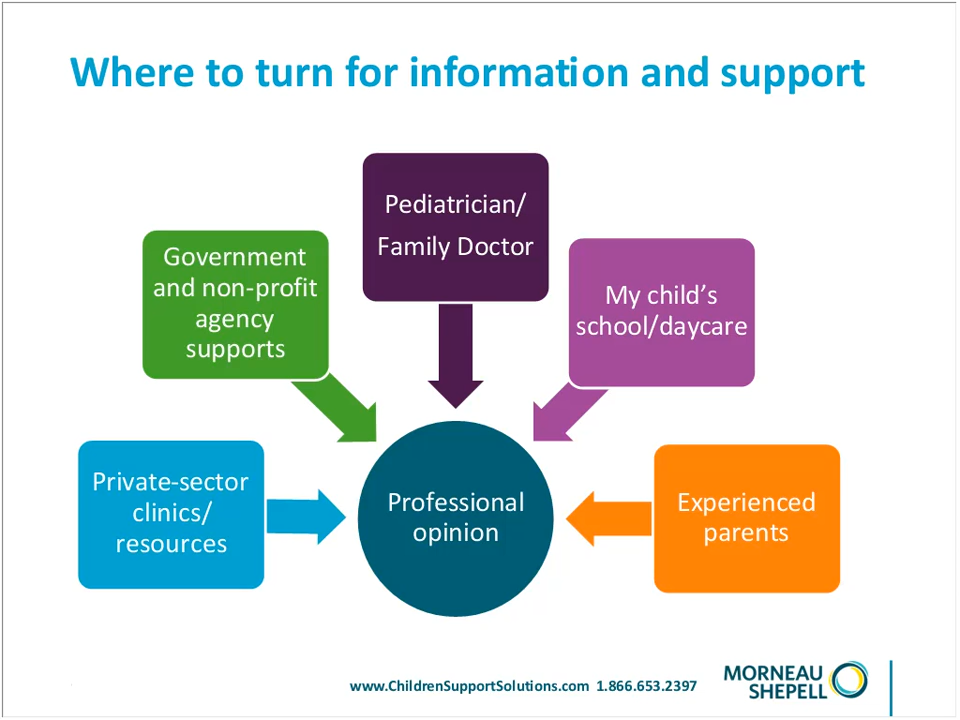 Where to turn for information and support
Pediatrician/
Family Doctor
Government
and non-profit
agency
supports
My child’s
school/daycare
Private-sector
clinics/
resources
Professional
opinion
Experienced
parents
www.ChildrenSupportSolutions.com 1.866.653.2397
MORNEAU
SHEPELL